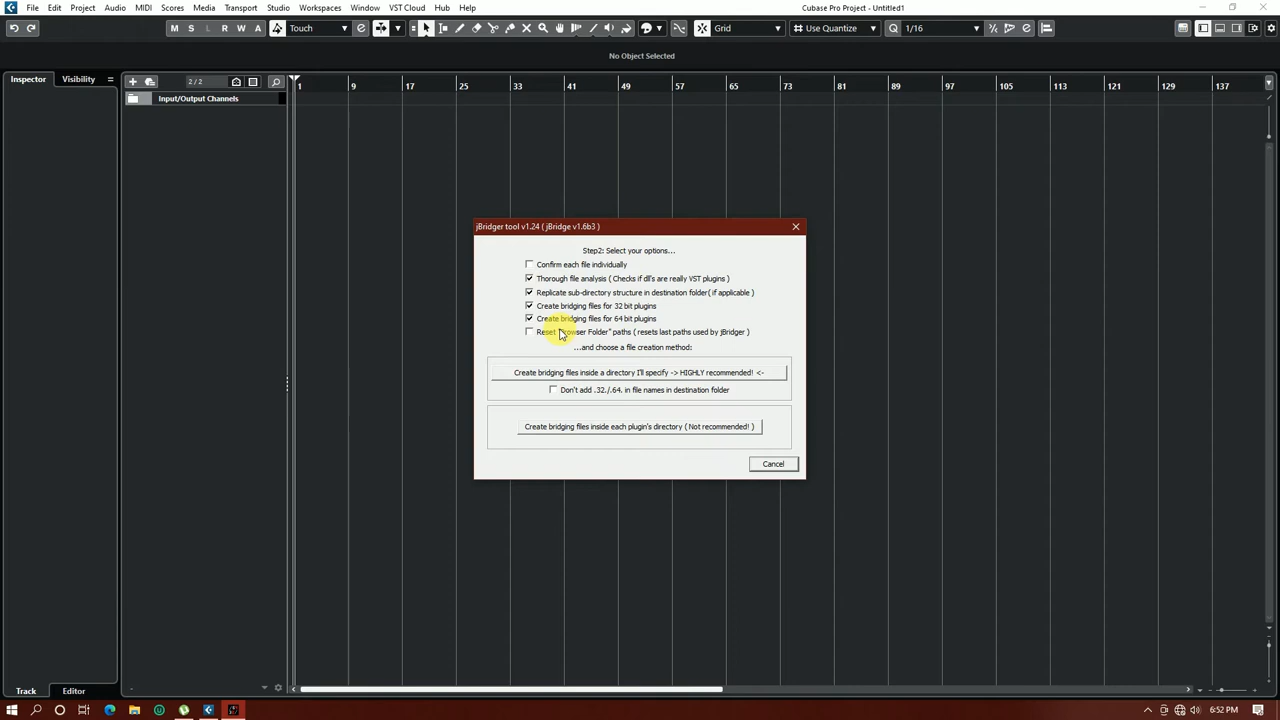 Cubase Pro Project - Untitled1
File Edit Project Audio MIDI Scores Media Transport Studio Workspaces Window VST Cloud Hub Help
M S L R W A Touch Grid Use Quantize Q 1/16
No Object Selected
Inspector Visibility 2/2
1 9 17 25 33 41 49 57 65 73 81 89 97 105 113 121 129 137
Input/Output Channels
jBridger tool v1.24 ( jBridge v1.6b3 )
Step2: Select your options...
Confirm each file individually
Thorough file analysis ( Checks if dll's are really VST plugins )
Replicate sub-directory structure in destination folder( if applicable )
Create bridging files for 32 bit plugins
Create bridging files for 64 bit plugins
Reset "Browser Folder" paths ( resets last paths used by jBridger )
...and choose a file creation method:
Create bridging files inside a directory I'll specify -> HIGHLY recommended! <-
Don't add .32./.64. in file names in destination folder
Create bridging files inside each plugin's directory ( Not recommended! )
Cancel
Track Editor
6:52 PM